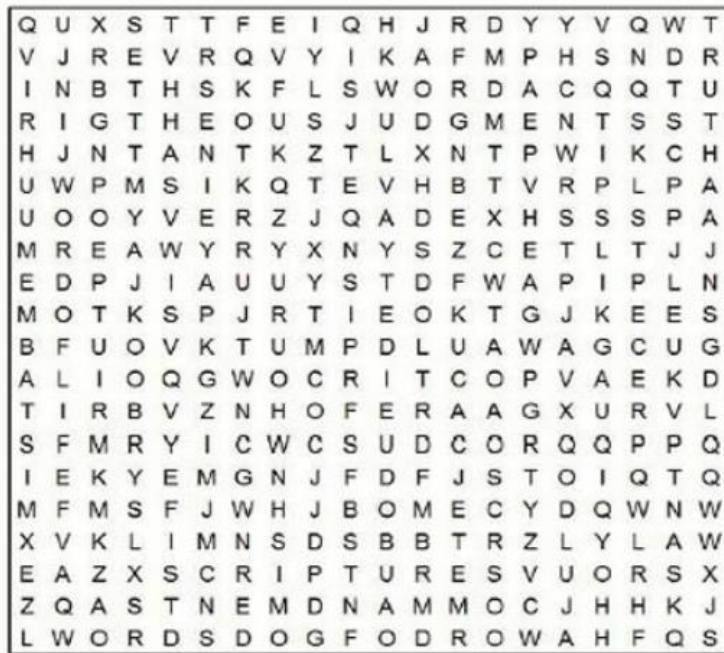 Q U X S T T F E I Q H J R D Y Y V Q W T
V J R E V R Q V Y I K A F M P H S N D R
I N B T H S K F L S W O R D A C Q Q T U
R I G T H E O U S J U D G M E N T S S T
H J N T A N T K Z T L X N T P W I K C H
U W P M S I K Q T E V H B T V R P L P A
U O O Y V E R Z J Q A D E X H S S S P A
M R E A W Y R Y X N Y S Z C E T L T J J
E D P J I A U U Y S T D F W A P I P L N
M O T K S P J R T I E O K T G J K E E S
B F U O V K T U M P D L U A W A G C U G
A L I O Q G W O C R I T C O P V A E K D
T I R B V Z N H O F E R A A G X U R V L
S F M R Y I C W C S U D C O R Q Q P P Q
I E K Y E M G N J F D F J S T O I Q T Q
M F M S F J W H J B O M E C Y D Q W N W
X V K L I M N S D S B B T R Z L Y L A W
E A Z X S C R I P T U R E S V U O R S X
Z Q A S T N E M D N A M M O C J H H K J
L W O R D S D O G F O D R O W A H F Q S